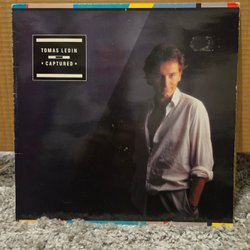 TOMAS LEDIN
• CAPTURED •